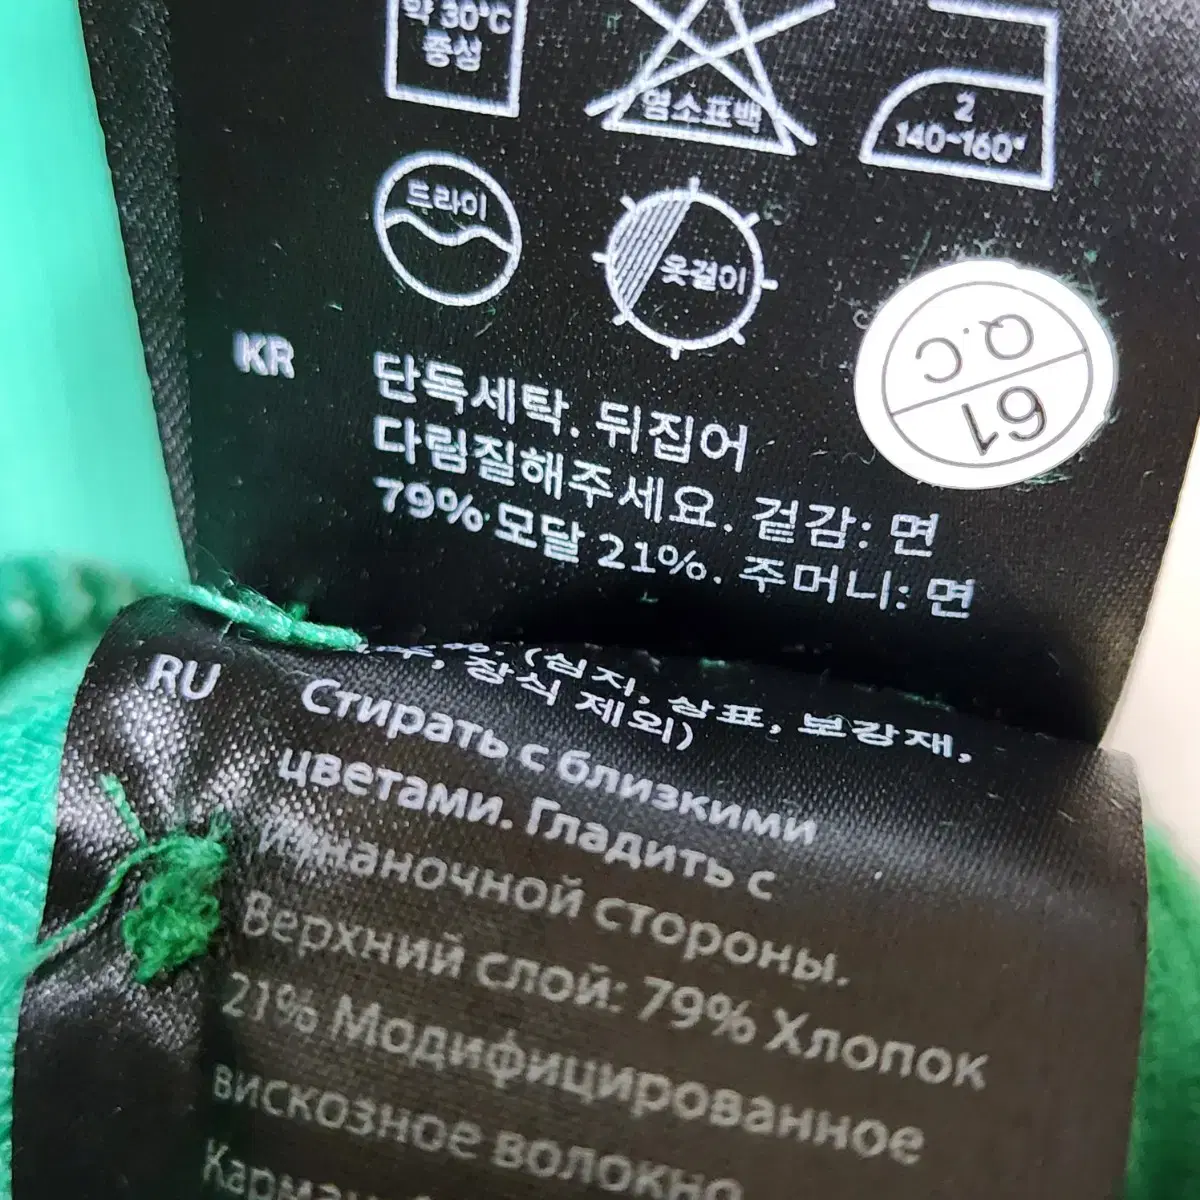 약 30°C
중성
염소표백
2
140~160°
드라이
옷걸이
Q.C
61
KR
단독세탁. 뒤집어
다림질해주세요. 겉감: 면
79% 모달 21%. 주머니: 면
(심지, 상표, 보강재,
장식 제외)
RU
Стирать с близкими
цветами. Гладить с
изнаночной стороны.
Верхний слой: 79% Хлопок
21% Модифицированное
вискозное волокно